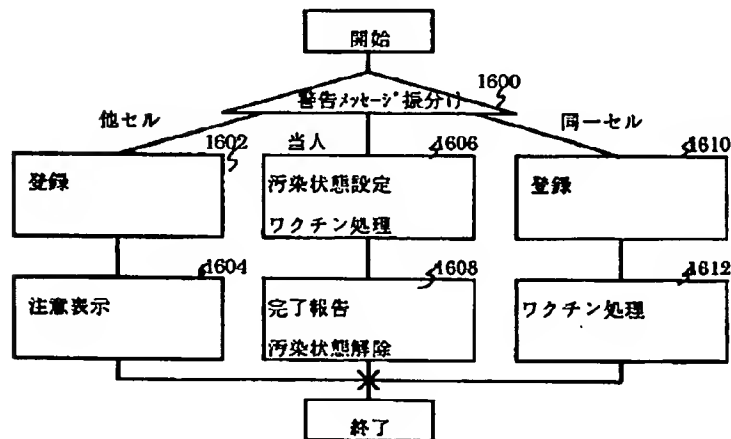 開始
1600
警告メッセージ振分け
他セル
当人
同一セル
1602
登録
1606
汚染状態設定
ワクチン処理
1610
登録
1604
注意表示
1608
完了報告
汚染状態解除
1612
ワクチン処理
終了